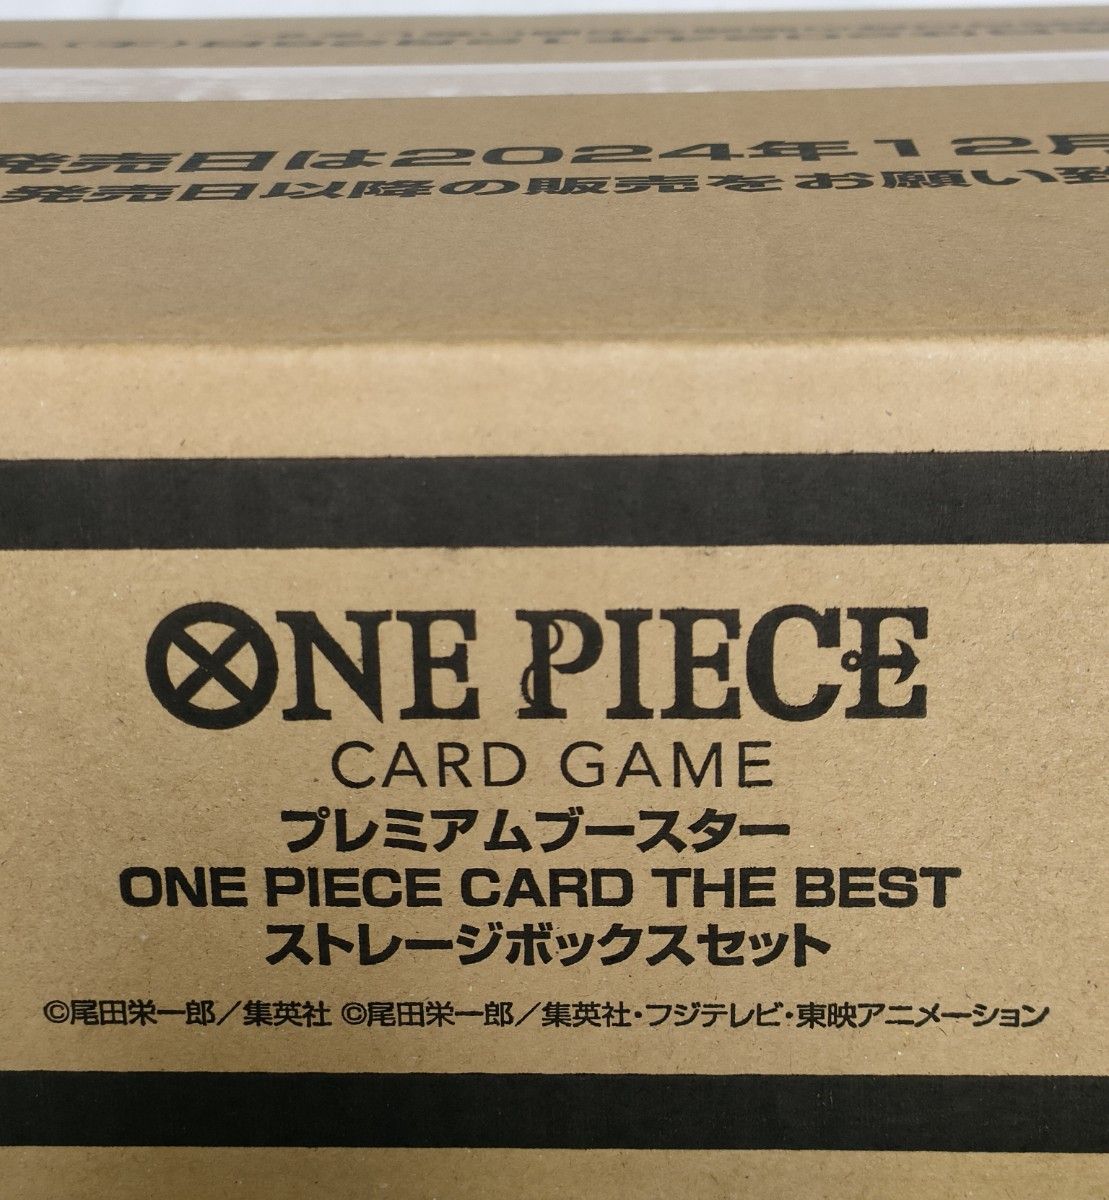 発売日は2024年12月
発売日以降の販売をお願い致
ONE PIECE
CARD GAME
プレミアムブースター
ONE PIECE CARD THE BEST
ストレージボックスセット
©尾田栄一郎／集英社 ©尾田栄一郎／集英社・フジテレビ・東映アニメーション